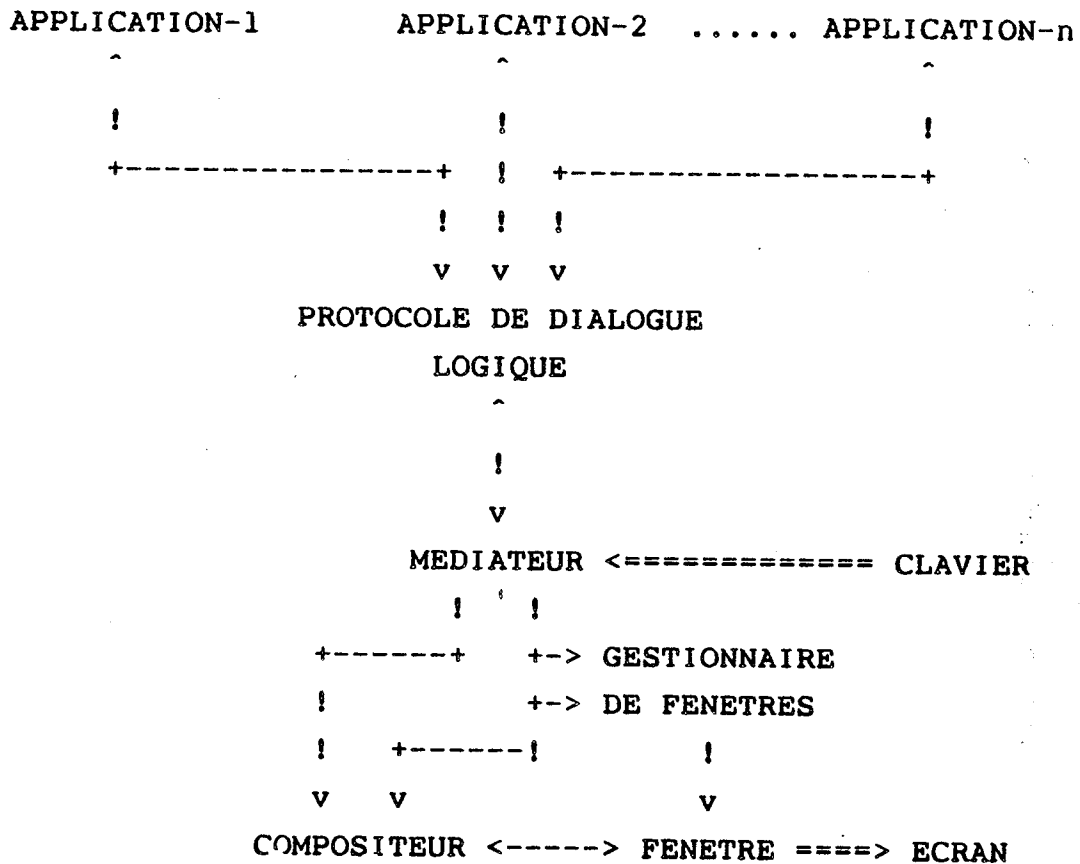 APPLICATION-1 APPLICATION-2 ...... APPLICATION-n
^ ^ ^
! ! !
+-----------------+ ! +-------------------+
! ! !
v v v
PROTOCOLE DE DIALOGUE
LOGIQUE
^
!
v
MEDIATEUR <============= CLAVIER
! !
+------+ +-> GESTIONNAIRE
! +-> DE FENETRES
! +------! !
v v v
COMPOSITEUR <-----> FENETRE ====> ECRAN